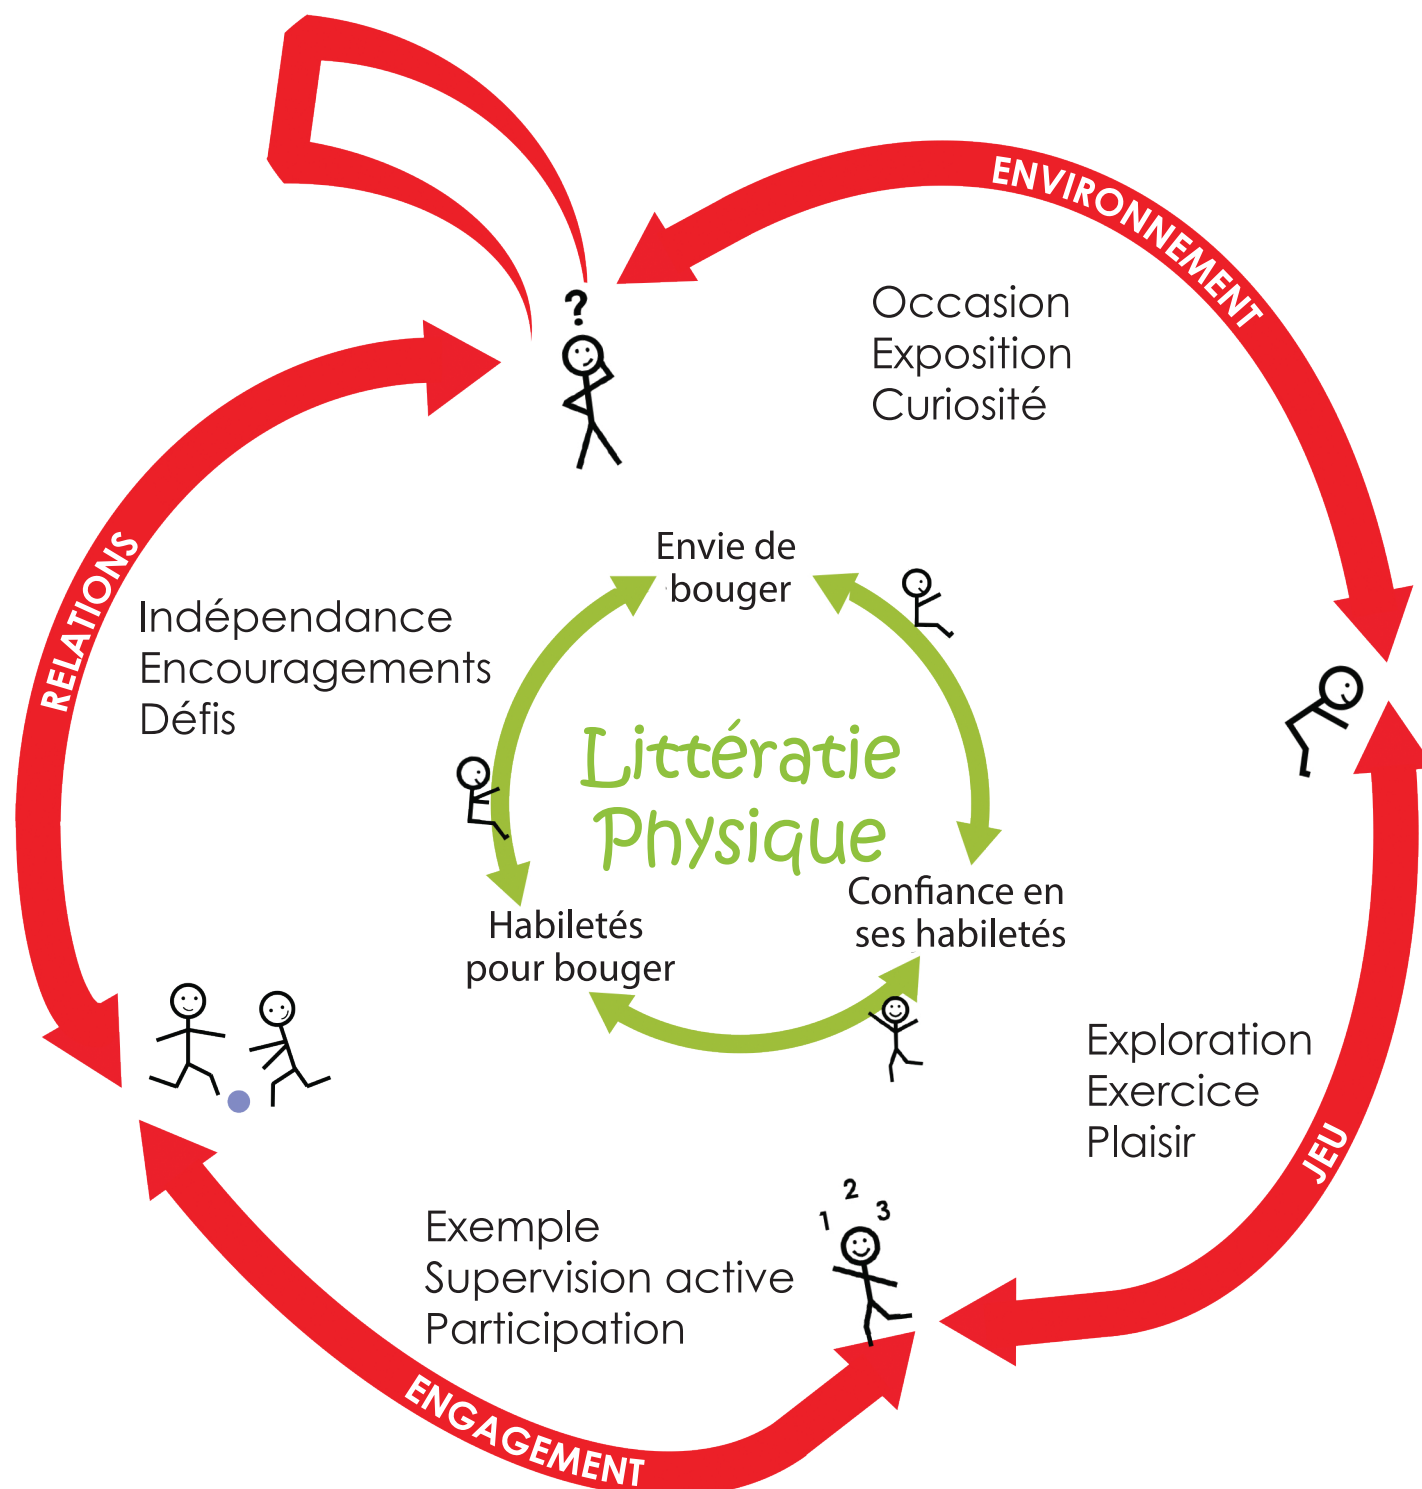 ENVIRONNEMENT
Occasion
Exposition
Curiosité
?
RELATIONS
Indépendance
Encouragements
Défis
Envie de
bouger
Littératie
Physique
Confiance en
ses habiletés
Habiletés
pour bouger
JEU
Exploration
Exercice
Plaisir
1 2 3
Exemple
Supervision active
Participation
ENGAGEMENT